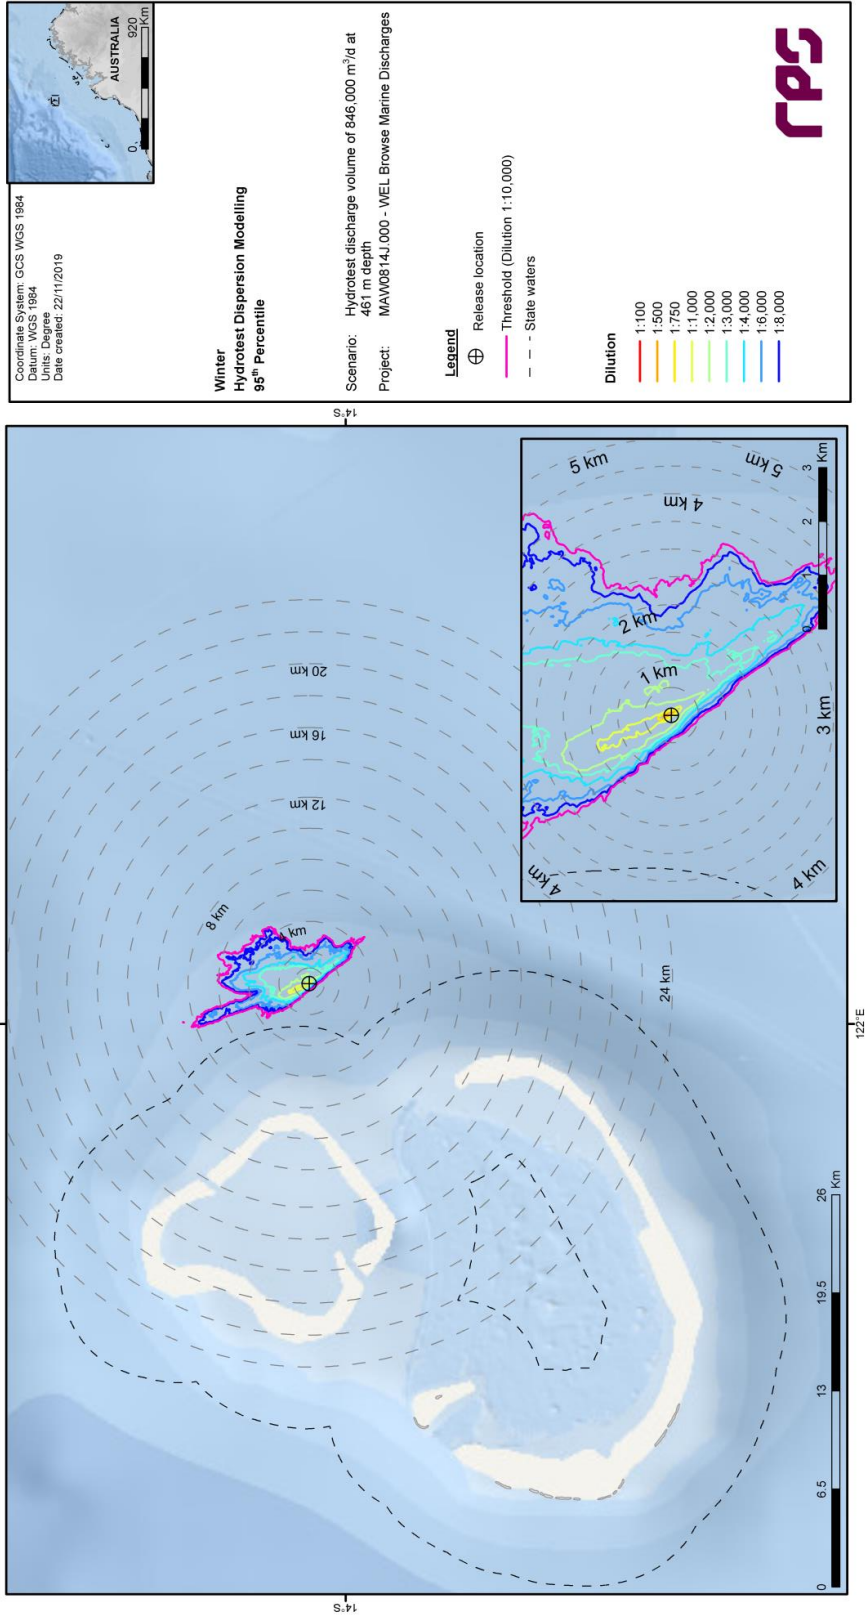 Coordinate System: GCS WGS 1984
Datum: WGS 1984
Units: Degree
Date created: 22/11/2019
AUSTRALIA
0
920
Km
Winter
Hydrotest Dispersion Modelling
95th Percentile
Scenario: Hydrotest discharge volume of 846,000 m³/d at
461 m depth
Project: MAW0814J.000 - WEL Browse Marine Discharges
Legend
Release location
Threshold (Dilution 1:10,000)
State waters
Dilution
1:100
1:500
1:750
1:1,000
1:2,000
1:3,000
1:4,000
1:6,000
1:8,000
rps
14°S
14°S
122°E
20 km
16 km
12 km
8 km
4 km
24 km
0 6.5 13 19.5 26 Km
5 km
5 km
4 km
2 km
1 km
3 km
4 km
4 km
0 1 2 3 Km